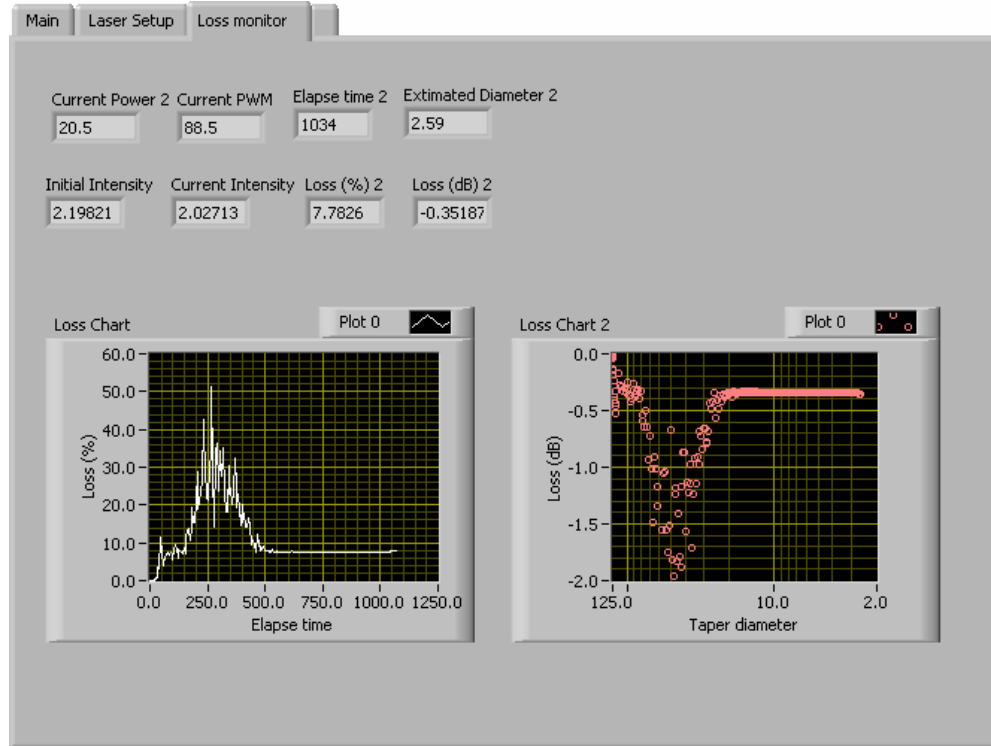 Main Laser Setup Loss monitor
Current Power 2 Current PWM Elapse time 2 Extimated Diameter 2
20.5 88.5 1034 2.59
Initial Intensity Current Intensity Loss (%) 2 Loss (dB) 2
2.19821 2.02713 7.7826 -0.35187
Loss Chart Plot 0
60.0
50.0
40.0
30.0
20.0
10.0
0.0
Loss (%)
0.0 250.0 500.0 750.0 1000.0 1250.0
Elapse time
Loss Chart 2 Plot 0
0.0
-0.5
-1.0
-1.5
-2.0
Loss (dB)
125.0 10.0 2.0
Taper diameter